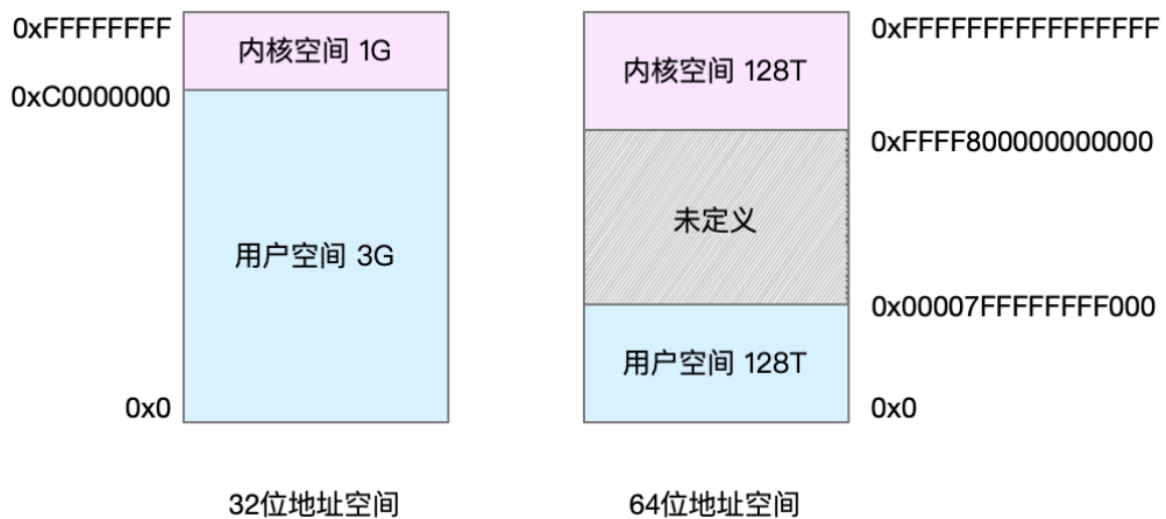 0xFFFFFFFF
内核空间 1G
0xC0000000
用户空间 3G
0x0
32位地址空间
0xFFFFFFFFFFFFFFFF
内核空间 128T
0xFFFF800000000000
未定义
0x00007FFFFFFFF000
用户空间 128T
0x0
64位地址空间